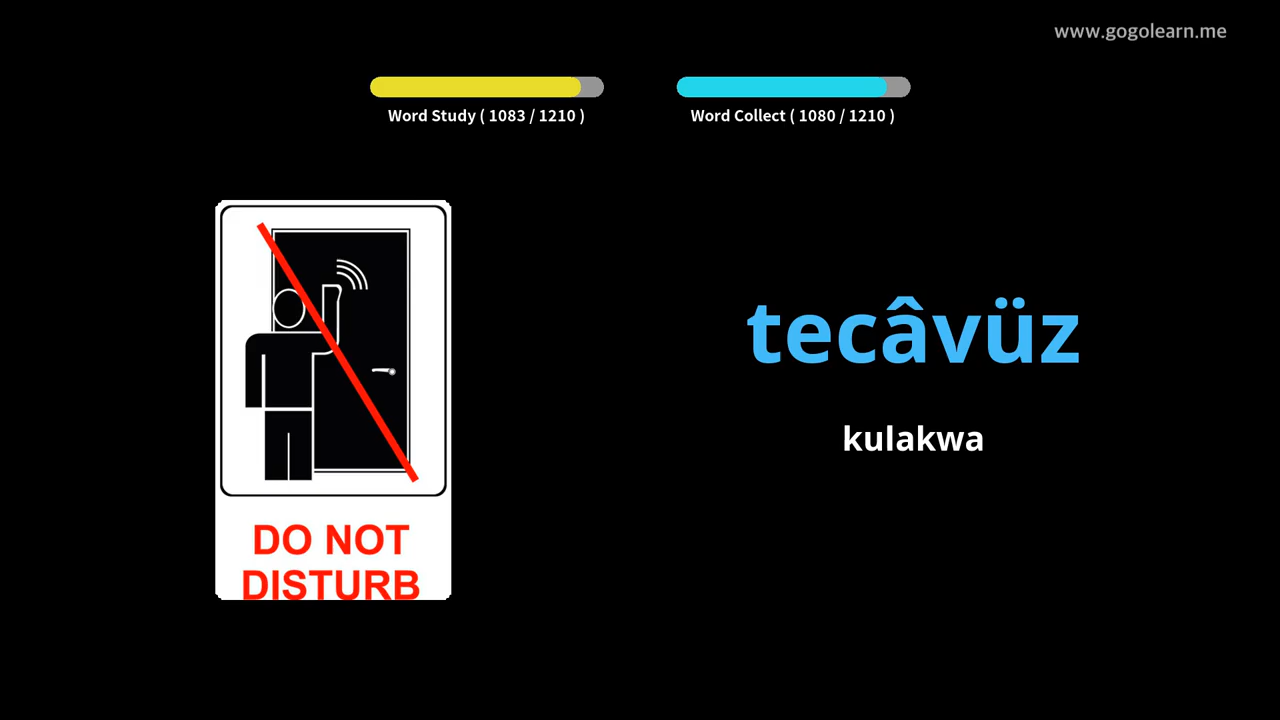 www.gogolearn.me
Word Study ( 1083 / 1210 )
Word Collect ( 1080 / 1210 )
DO NOT
DISTURB
tecâvüz
kulakwa